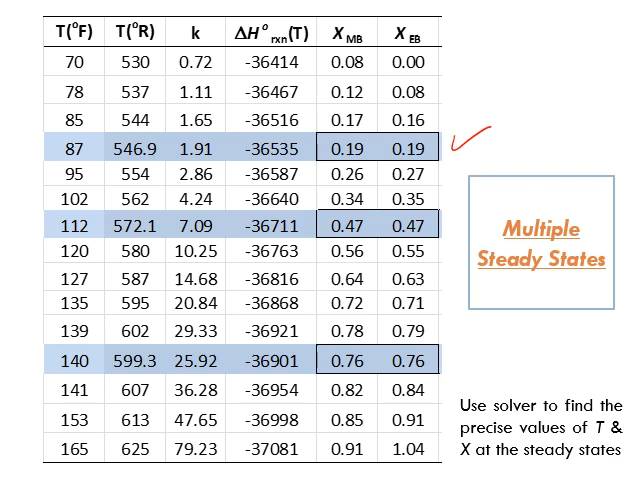 T(°F) T(°R) k ΔH°rxn(T) X MB X EB
70 530 0.72 -36414 0.08 0.00
78 537 1.11 -36467 0.12 0.08
85 544 1.65 -36516 0.17 0.16
87 546.9 1.91 -36535 0.19 0.19
95 554 2.86 -36587 0.26 0.27
102 562 4.24 -36640 0.34 0.35
112 572.1 7.09 -36711 0.47 0.47
120 580 10.25 -36763 0.56 0.55
127 587 14.68 -36816 0.64 0.63
135 595 20.84 -36868 0.72 0.71
139 602 29.33 -36921 0.78 0.79
140 599.3 25.92 -36901 0.76 0.76
141 607 36.28 -36954 0.82 0.84
153 613 47.65 -36998 0.85 0.91
165 625 79.23 -37081 0.91 1.04
Multiple
Steady States
Use solver to find the
precise values of T &
X at the steady states